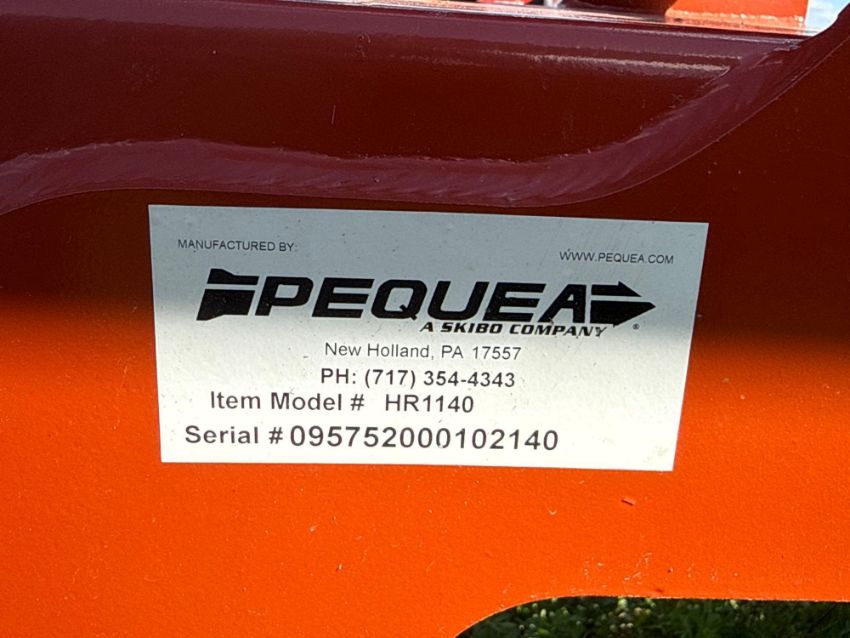 MANUFACTURED BY:
WWW.PEQUEA.COM
PEQUEA
A SKIBO COMPANY
®
New Holland, PA 17557
PH: (717) 354-4343
Item Model # HR1140
Serial # 095752000102140